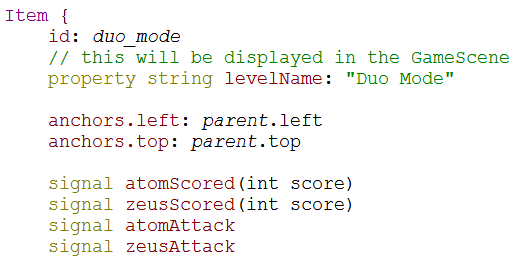 Item {
    id: duo_mode
    // this will be displayed in the GameScene
    property string levelName: "Duo Mode"

    anchors.left: parent.left
    anchors.top: parent.top

    signal atomScored(int score)
    signal zeusScored(int score)
    signal atomAttack
    signal zeusAttack